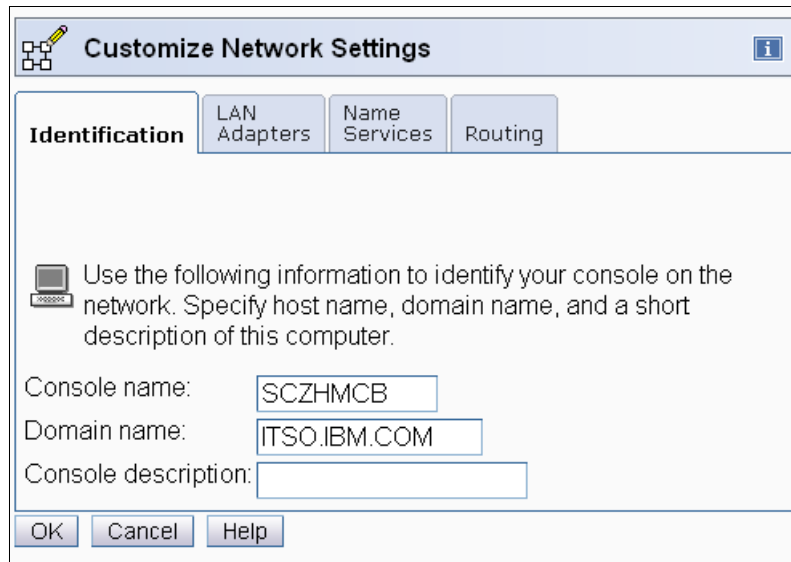 Customize Network Settings
i
Identification
LAN
Adapters
Name
Services
Routing
Use the following information to identify your console on the
network. Specify host name, domain name, and a short
description of this computer.
Console name: SCZHMCB
Domain name: ITSO.IBM.COM
Console description:
OK Cancel Help